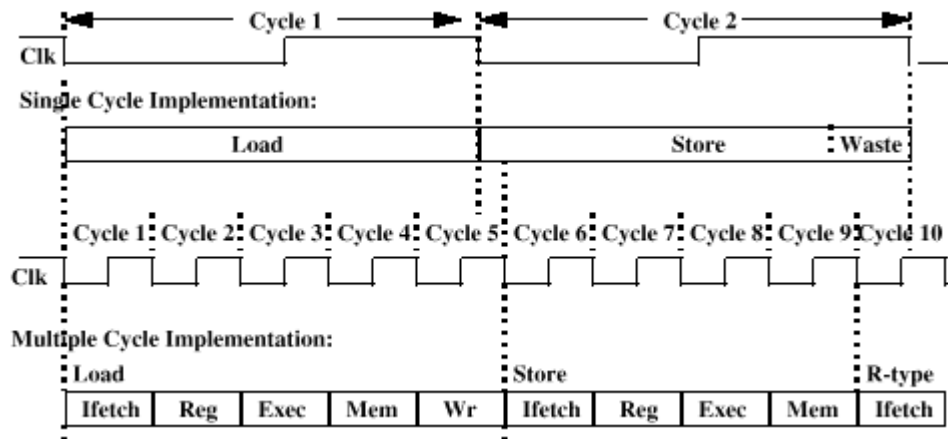 Cycle 1 Cycle 2
Clk
Single Cycle Implementation:
Load Store Waste
Cycle 1 Cycle 2 Cycle 3 Cycle 4 Cycle 5 Cycle 6 Cycle 7 Cycle 8 Cycle 9 Cycle 10
Clk
Multiple Cycle Implementation:
Load Store R-type
Ifetch Reg Exec Mem Wr Ifetch Reg Exec Mem Ifetch